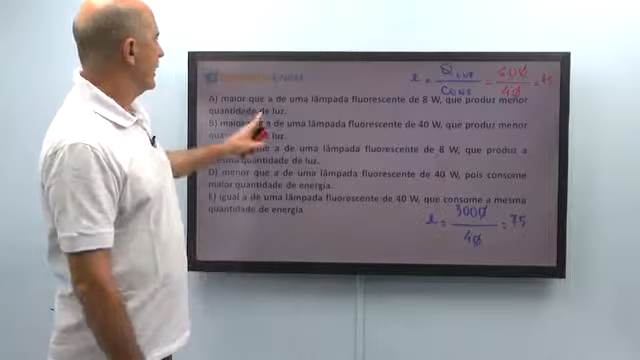 ENEM
e = Q LUZ / CONS = 600 / 40 = 15
A) maior que a de uma lâmpada fluorescente de 8 W, que produz menor
quantidade de luz.
B) maior que a de uma lâmpada fluorescente de 40 W, que produz menor
luz.
que a de uma lâmpada fluorescente de 8 W, que produz a
mesma quantidade de luz.
D) menor que a de uma lâmpada fluorescente de 40 W, pois consome
maior quantidade de energia.
E) igual a de uma lâmpada fluorescente de 40 W, que consome a mesma
quantidade de energia
e = 3000 / 40 = 75